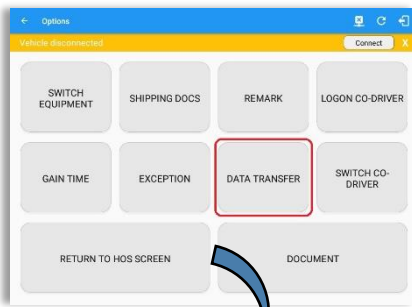 Options
Vehicle disconnected
Connect X
SWITCH
EQUIPMENT
SHIPPING DOCS
REMARK
LOGON CO-DRIVER
GAIN TIME
EXCEPTION
DATA TRANSFER
SWITCH CO-
DRIVER
RETURN TO HOS SCREEN
DOCUMENT